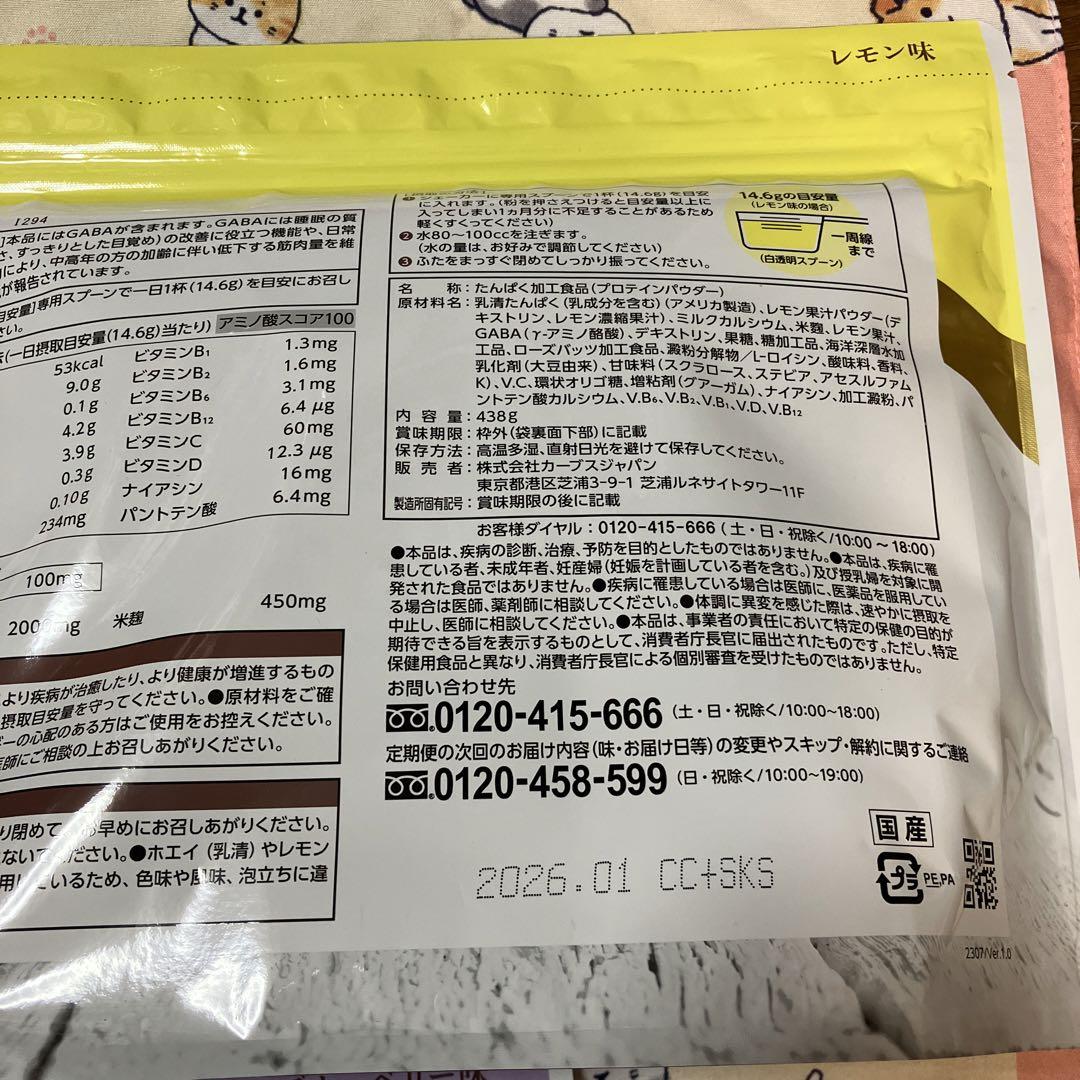 レモン味
1294
]本品にはGABAが含まれます。GABAには睡眠の質
さ、すっきりとした目覚め)の改善に役立つ機能や、日常
により、中高年の方の加齢に伴い低下する筋肉量を維
が報告されています。
安量]専用スプーンで一日1杯(14.6g)を目安にお召し
さい。
(一日摂取目安量(14.6g)当たり) アミノ酸スコア100
53kcal ビタミンB₁ 1.3mg
9.0g ビタミンB₂ 1.6mg
0.1g ビタミンB₆ 3.1mg
4.2g ビタミンB₁₂ 6.4μg
3.9g ビタミンC 60mg
0.3g ビタミンD 12.3μg
0.10g ナイアシン 16mg
234mg パントテン酸 6.4mg
100mg
2000mg 米麹 450mg
より疾病が治癒したり、より健康が増進するもの
摂取目安量を守ってください。●原材料をご確
ギーの心配のある方はご使用をお控えください。
医師にご相談の上お召しあがりください。
り閉めて お早めにお召しあがりください。
ないでください。●ホエイ(乳清)やレモン
用しているため、色味や風味、泡立ちに違
❶シェーカーに専用スプーンで1杯(14.6g)を目安
に入れます。(粉を押さえつけると目安量以上に
入ってしまい1ヵ月分に不足することがあるため
軽くすくってください)
❷水80～100ccを注ぎます。
(水の量は、お好みで調節してください)
❸ふたをまっすぐ閉めてしっかり振ってください。
14.6gの目安量
(レモン味の場合)
一周線
まで
(白透明スプーン)
名称:たんぱく加工食品(プロテインパウダー)
原材料名:乳清たんぱく(乳成分を含む)(アメリカ製造)、レモン果汁パウダー(デ
キストリン、レモン濃縮果汁)、ミルクカルシウム、米麹、レモン果汁、
GABA(γ-アミノ酪酸)、デキストリン、果糖、糖加工品、海洋深層水加
工品、ローズバッツ加工食品、澱粉分解物/L-ロイシン、酸味料、香料、
乳化剤(大豆由来)、甘味料(スクラロース、ステビア、アセスルファム
K)、V.C、環状オリゴ糖、増粘剤(グアーガム)、ナイアシン、加工澱粉、パ
ントテン酸カルシウム、V.B₆、V.B₂、V.B₁、V.D、V.B₁₂
内容量:438g
賞味期限:枠外(袋裏面下部)に記載
保存方法:高温多湿、直射日光を避けて保存してください。
販売者:株式会社カーブスジャパン
東京都港区芝浦3-9-1 芝浦ルネサイトタワー11F
製造所固有記号:賞味期限の後に記載
お客様ダイヤル:0120-415-666(土・日・祝除く/10:00～18:00)
●本品は、疾病の診断、治療、予防を目的としたものではありません。●本品は、疾病に罹
患している者、未成年者、妊産婦(妊娠を計画している者を含む。)及び授乳婦を対象に開
発された食品ではありません。●疾病に罹患している場合は医師に、医薬品を服用してい
る場合は医師、薬剤師に相談してください。●体調に異変を感じた際は、速やかに摂取を
中止し、医師に相談してください。●本品は、事業者の責任において特定の保健の目的が
期待できる旨を表示するものとして、消費者庁長官に届出されたものです。ただし、特定
保健用食品と異なり、消費者庁長官による個別審査を受けたものではありません。
お問い合わせ先
0120-415-666(土・日・祝除く/10:00~18:00)
定期便の次回のお届け内容(味・お届け日等)の変更やスキップ・解約に関するご連絡
0120-458-599(日・祝除く/10:00~19:00)
国産
プラ PE,PA
2026.01 CC+SKS
2307/Ver.1.0